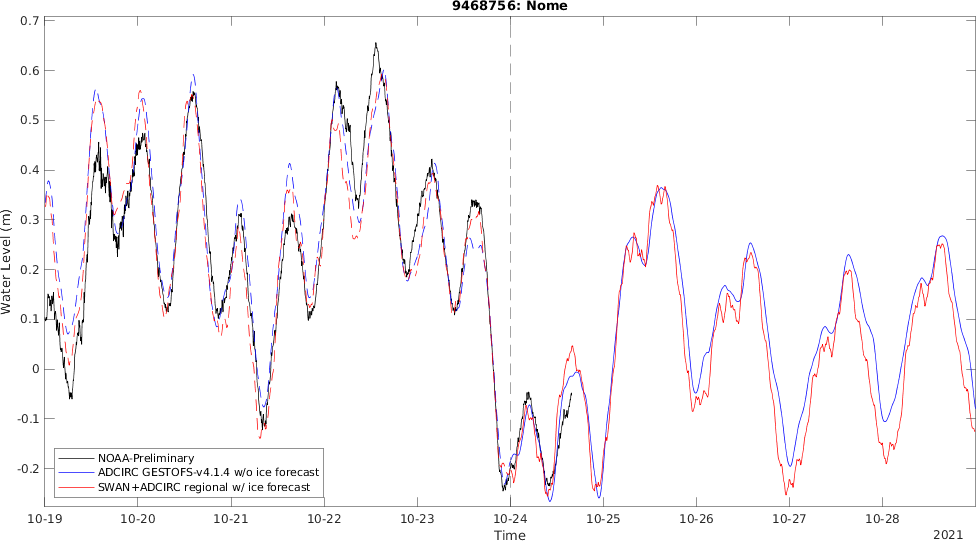 9468756: Nome
0.7
0.6
0.5
0.4
0.3
0.2
0.1
0
-0.1
-0.2
Water Level (m)
NOAA-Preliminary
ADCIRC GESTOFS-v4.1.4 w/o ice forecast
SWAN+ADCIRC regional w/ ice forecast
10-19 10-20 10-21 10-22 10-23 10-24 10-25 10-26 10-27 10-28
Time
2021